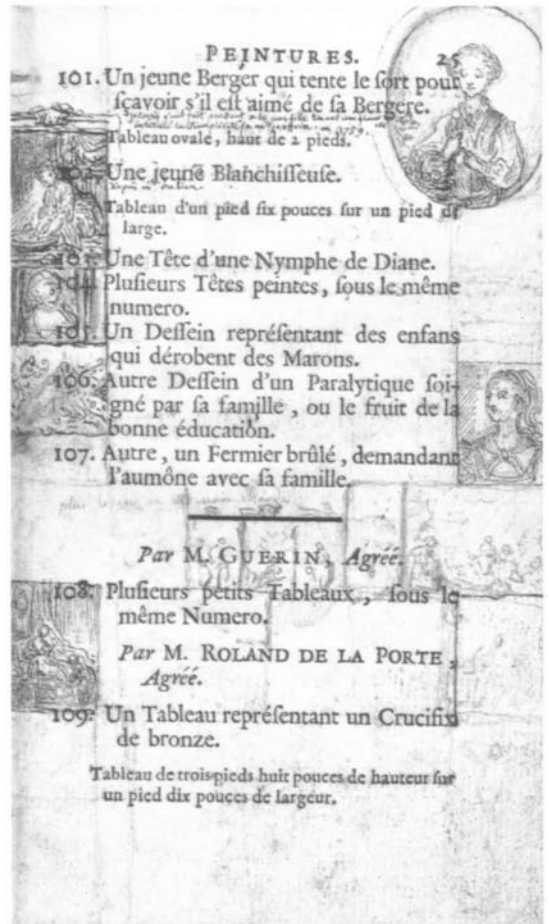 PEINTURES. 25
101. Un jeune Berger qui tente le ſort pour
ſçavoir s'il eſt aimé de ſa Bergere.
Tableau ovale, haut de 2 pieds.
102. Une jeune Blanchiſſeuſe.
Tableau d'un pied ſix pouces ſur un pied de
large.
103. Une Tête d'une Nymphe de Diane.
104. Pluſieurs Têtes peintes, ſous le même
numero.
105. Un Deſſein repréſentant des enfans
qui dérobent des Marons.
106. Autre Deſſein d'un Paralytique ſoi-
gné par ſa famille, ou le fruit de la
bonne éducation.
107. Autre, un Fermier brûlé, demandant
l'aumône avec ſa famille.
Par M. GUERIN, Agréé.
108. Pluſieurs petits Tableaux, ſous le
même Numero.
Par M. ROLAND DE LA PORTE,
Agréé.
109. Un Tableau repréſentant un Crucifix
de bronze.
Tableau de trois pieds huit pouces de hauteur ſur
un pied dix pouces de largeur.